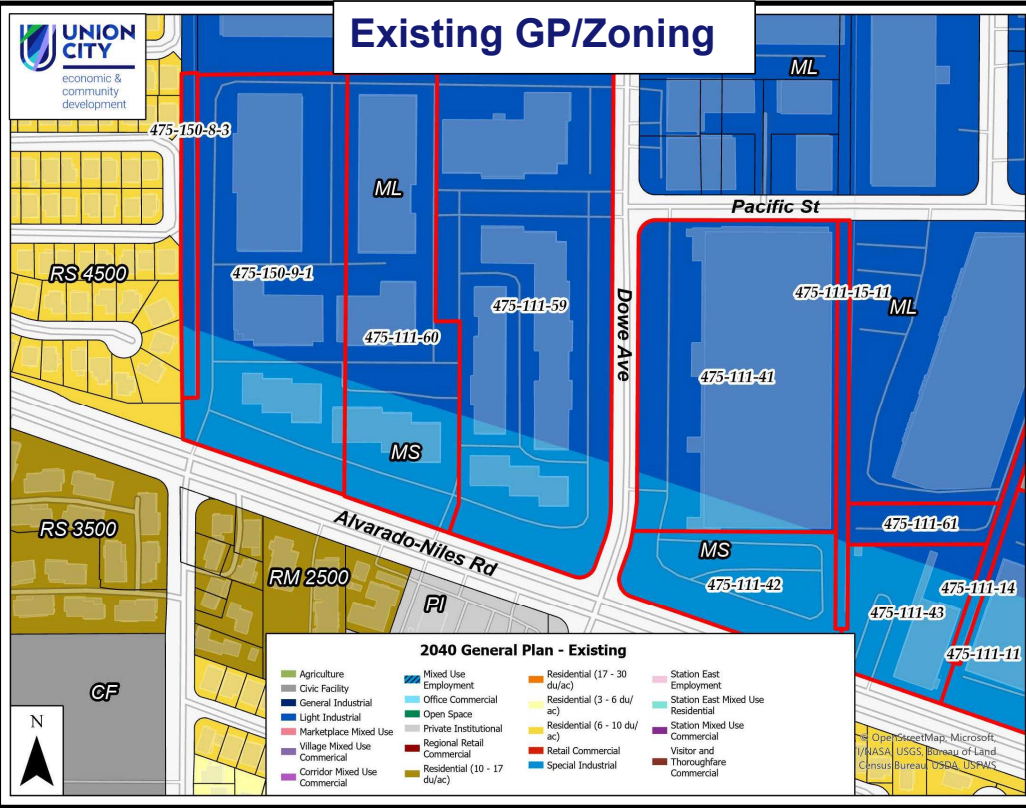 UNION
CITY
economic &
community
development
Existing GP/Zoning
ML
475-150-8-3
ML
Pacific St
RS 4500
475-150-9-1
475-111-59
475-111-15-11
ML
475-111-60
Dowe Ave
475-111-41
MS
RS 3500
Alvarado-Niles Rd
475-111-61
MS
RM 2500
475-111-42
475-111-14
PI
475-111-43
475-111-11
CF
N
2040 General Plan - Existing
Agriculture
Civic Facility
General Industrial
Light Industrial
Marketplace Mixed Use
Village Mixed Use
Commerical
Corridor Mixed Use
Commercial
Mixed Use
Employment
Office Commercial
Open Space
Private Institutional
Regional Retail
Commercial
Residential (10 - 17
du/ac)
Residential (17 - 30
du/ac)
Residential (3 - 6 du/
ac)
Residential (6 - 10 du/
ac)
Retail Commercial
Special Industrial
Station East
Employment
Station East Mixed Use
Residential
Station Mixed Use
Commercial
Visitor and
Thoroughfare
Commercial
© OpenStreetMap, Microsoft,
/NASA, USGS, Bureau of Land
Census Bureau, USDA, USFWS